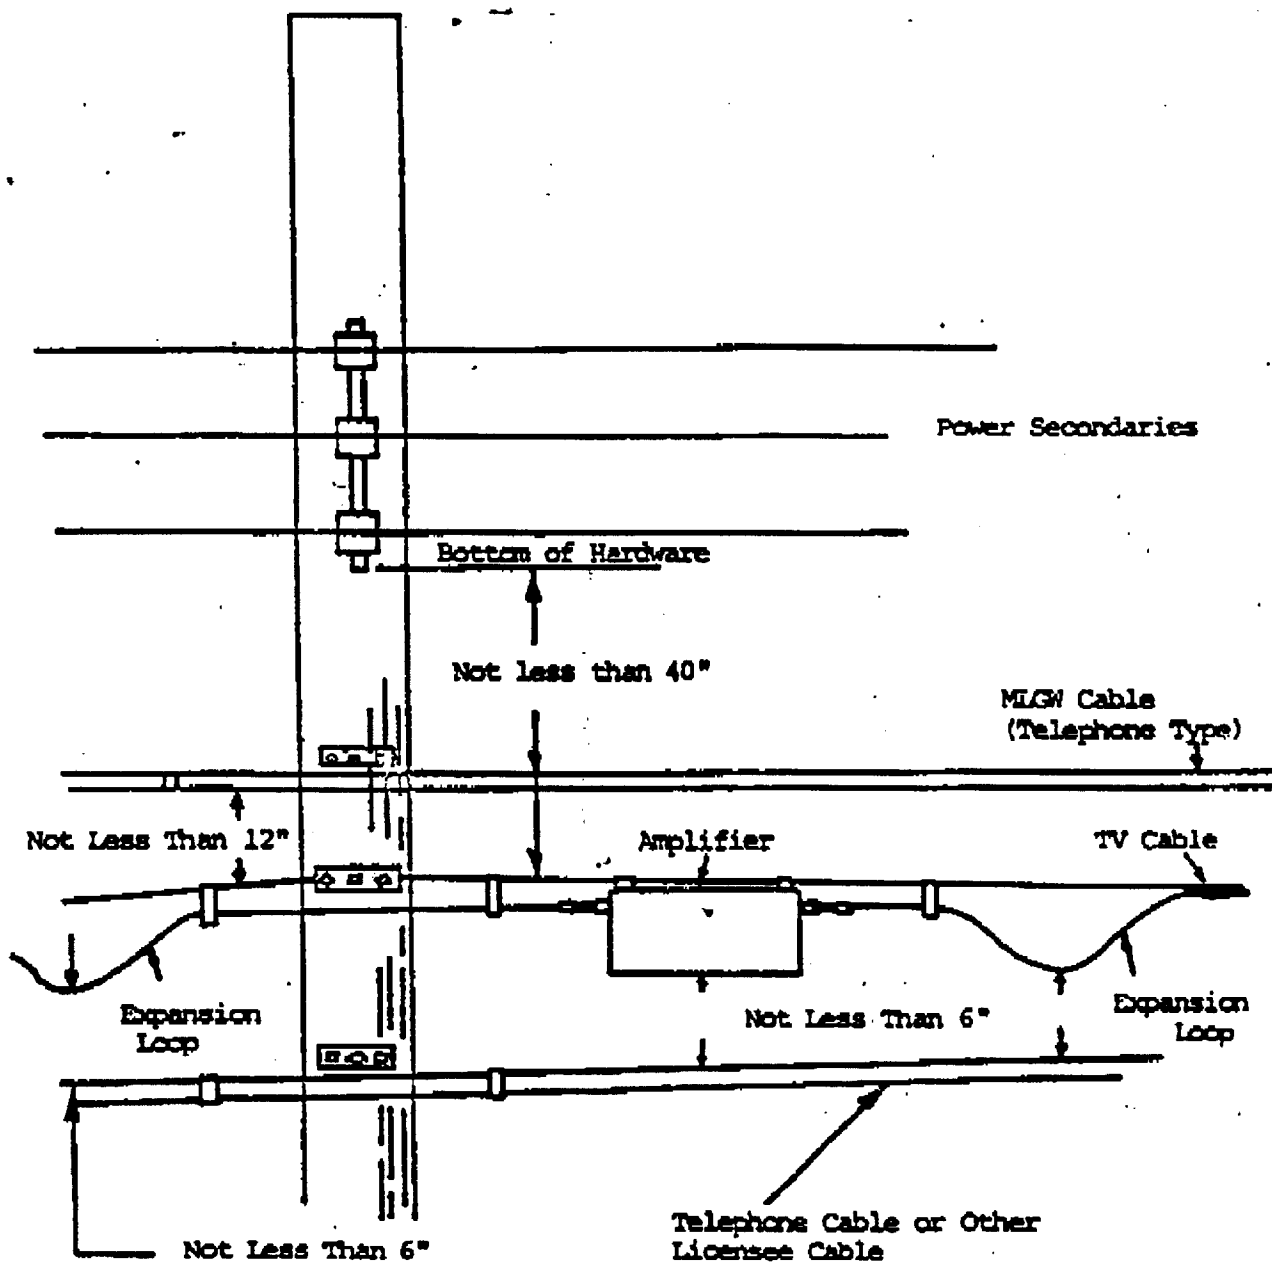 Power Secondaries
Bottom of Hardware
Not less than 40"
MLGW Cable
(Telephone Type)
Not Less Than 12"
Amplifier
TV Cable
Expansion
Loop
Not Less Than 6"
Expansion
Loop
Telephone Cable or Other
Licensee Cable
Not Less Than 6"